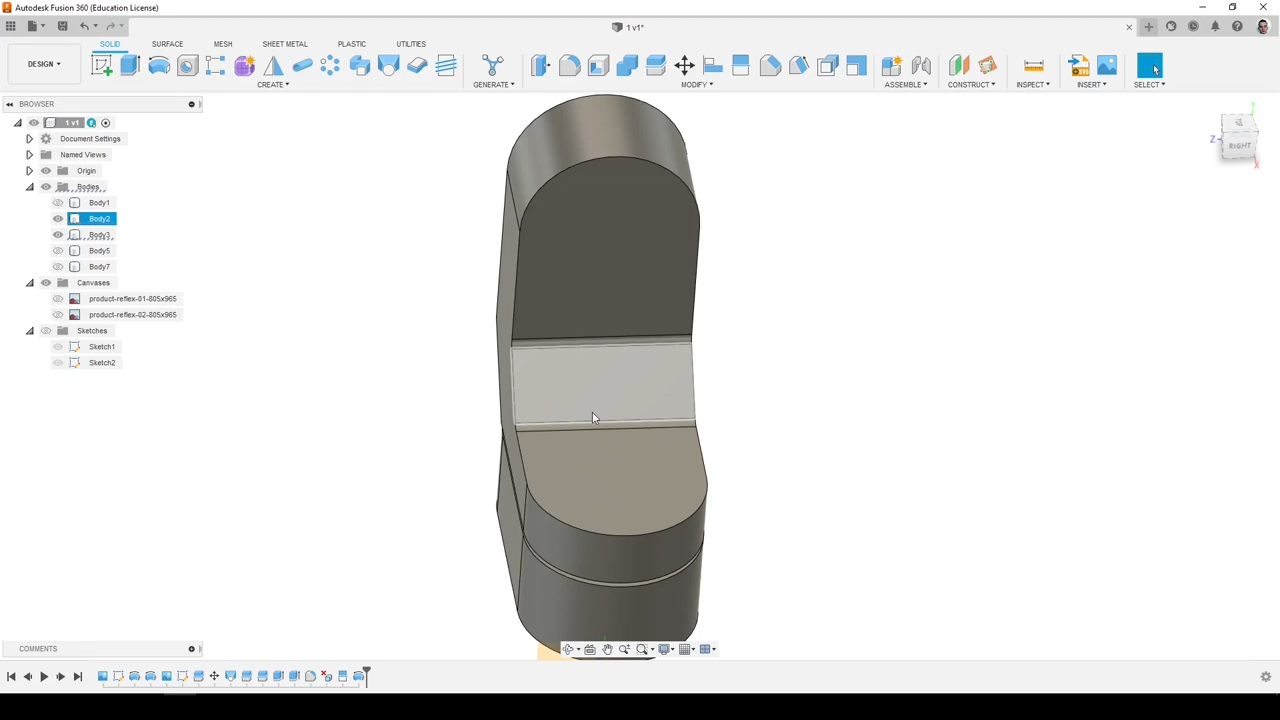 Autodesk Fusion 360 (Education License)
1 v1*
DESIGN
SOLID
SURFACE
MESH
SHEET METAL
PLASTIC
UTILITIES
CREATE
GENERATE
MODIFY
ASSEMBLE
CONSTRUCT
INSPECT
INSERT
SELECT
BROWSER
1 v1
Document Settings
Named Views
Origin
Bodies
Body1
Body2
Body3
Body5
Body7
Canvases
product-reflex-01-805x965
product-reflex-02-805x965
Sketches
Sketch1
Sketch2
Y
Z
RIGHT
X
COMMENTS